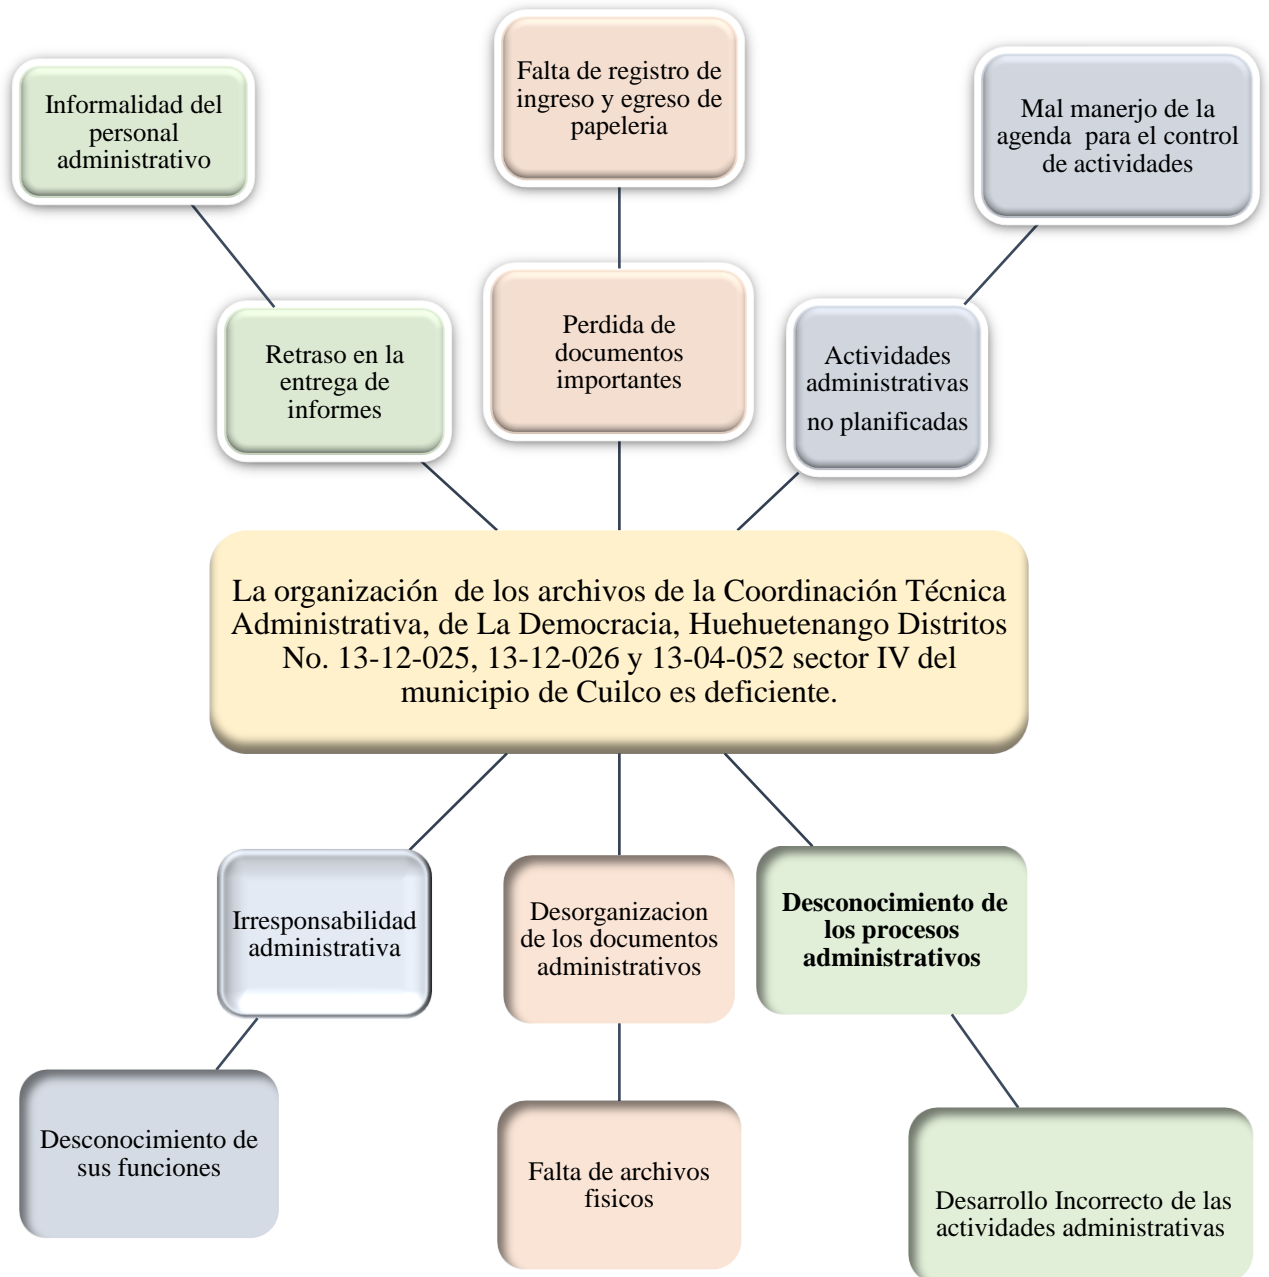 Informalidad del
personal
administrativo
Falta de registro de
ingreso y egreso de
papeleria
Mal manerjo de la
agenda para el control
de actividades
Retraso en la
entrega de
informes
Perdida de
documentos
importantes
Actividades
administrativas
no planificadas
La organización de los archivos de la Coordinación Técnica
Administrativa, de La Democracia, Huehuetenango Distritos
No. 13-12-025, 13-12-026 y 13-04-052 sector IV del
municipio de Cuilco es deficiente.
Irresponsabilidad
administrativa
Desorganizacion
de los documentos
administrativos
Desconocimiento de
los procesos
administrativos
Desconocimiento de
sus funciones
Falta de archivos
fisicos
Desarrollo Incorrecto de las
actividades administrativas